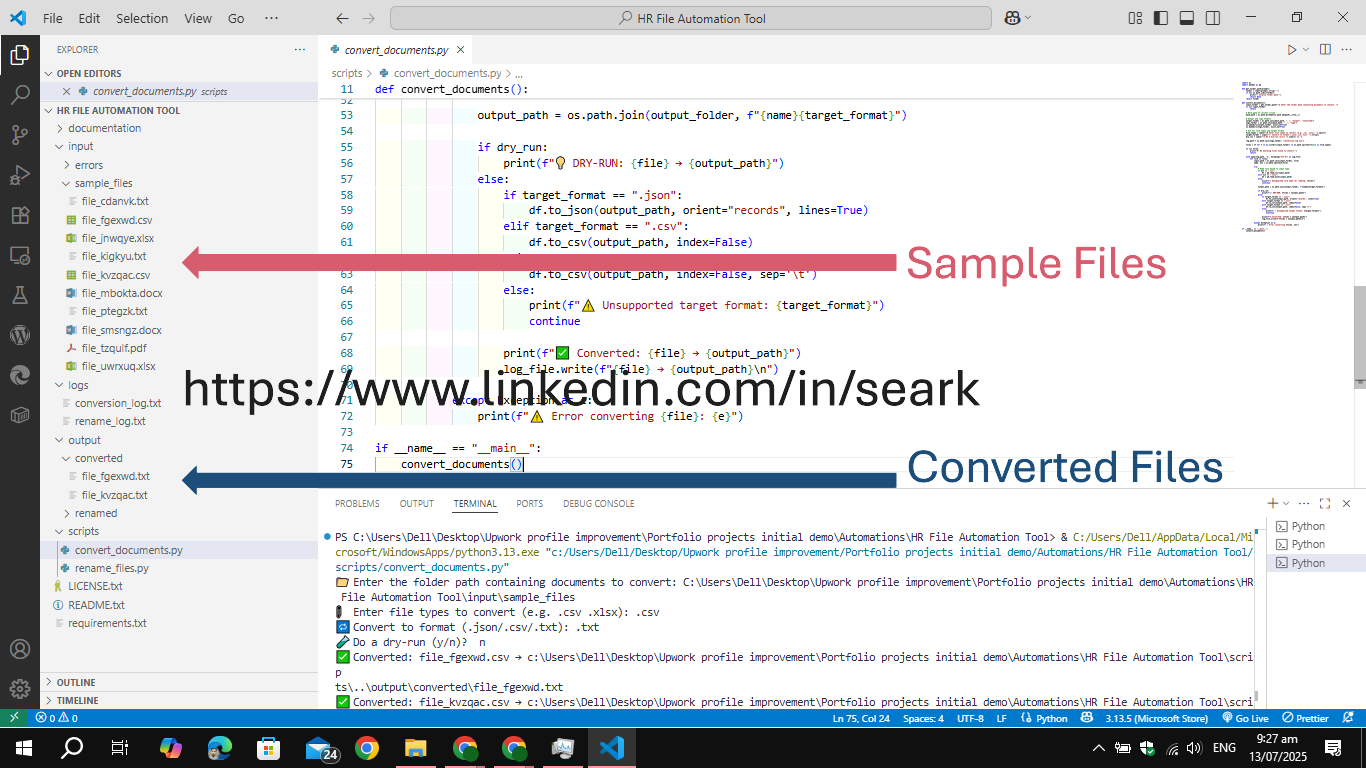 File Edit Selection View Go ··· HR File Automation Tool
EXPLORER ···
OPEN EDITORS
convert_documents.py scripts
HR FILE AUTOMATION TOOL
documentation
input
errors
sample_files
file_cdanvk.txt
file_fgexwd.csv
file_jnwqye.xlsx
file_kigkyu.txt
file_kvzqac.csv
file_mbokta.docx
file_ptegzk.txt
file_smsngz.docx
file_tzqulf.pdf
file_uwrxuq.xlsx
logs
conversion_log.txt
rename_log.txt
output
converted
file_fgexwd.txt
file_kvzqac.txt
renamed
scripts
convert_documents.py
rename_files.py
LICENSE.txt
README.txt
requirements.txt
OUTLINE
TIMELINE
convert_documents.py
scripts > convert_documents.py > ...
11 def convert_documents():
52
53 output_path = os.path.join(output_folder, f"{name}{target_format}")
54
55 if dry_run:
56 print(f"💡 DRY-RUN: {file} → {output_path}")
57 else:
58 if target_format == ".json":
59 df.to_json(output_path, orient="records", lines=True)
60 elif target_format == ".csv":
61 df.to_csv(output_path, index=False)
63 df.to_csv(output_path, index=False, sep='\t')
64 else:
65 print(f"⚠️ Unsupported target format: {target_format}")
66 continue
67
68 print(f"✅ Converted: {file} → {output_path}")
69 log_file.write(f"{file} → {output_path}\n")
70
71 except Exception as e:
72 print(f"⚠️ Error converting {file}: {e}")
73
74 if __name__ == "__main__":
75 convert_documents()
Sample Files
https://www.linkedin.com/in/seark
Converted Files
PROBLEMS OUTPUT TERMINAL PORTS DEBUG CONSOLE
PS C:\Users\Dell\Desktop\Upwork profile improvement\Portfolio projects initial demo\Automations\HR File Automation Tool> & C:/Users/Dell/AppData/Local/Mi
crosoft/WindowsApps/python3.13.exe "c:/Users/Dell/Desktop/Upwork profile improvement/Portfolio projects initial demo/Automations/HR File Automation Tool/
scripts/convert_documents.py"
📂 Enter the folder path containing documents to convert: C:\Users\Dell\Desktop\Upwork profile improvement\Portfolio projects initial demo\Automations\HR
File Automation Tool\input\sample_files
Enter file types to convert (e.g. .csv .xlsx): .csv
🔁 Convert to format (.json/.csv/.txt): .txt
🧪 Do a dry-run (y/n)? n
✅ Converted: file_fgexwd.csv → c:\Users\Dell\Desktop\Upwork profile improvement\Portfolio projects initial demo\Automations\HR File Automation Tool\scri
p
ts\..\output\converted\file_fgexwd.txt
✅ Converted: file_kvzqac.csv → c:\Users\Dell\Desktop\Upwork profile improvement\Portfolio projects initial demo\Automations\HR File Automation Tool\scri
Python
Python
Python
0 0 Ln 75, Col 24 Spaces: 4 UTF-8 LF Python 3.13.5 (Microsoft Store) Go Live Prettier
24 ENG 9:27 am
13/07/2025